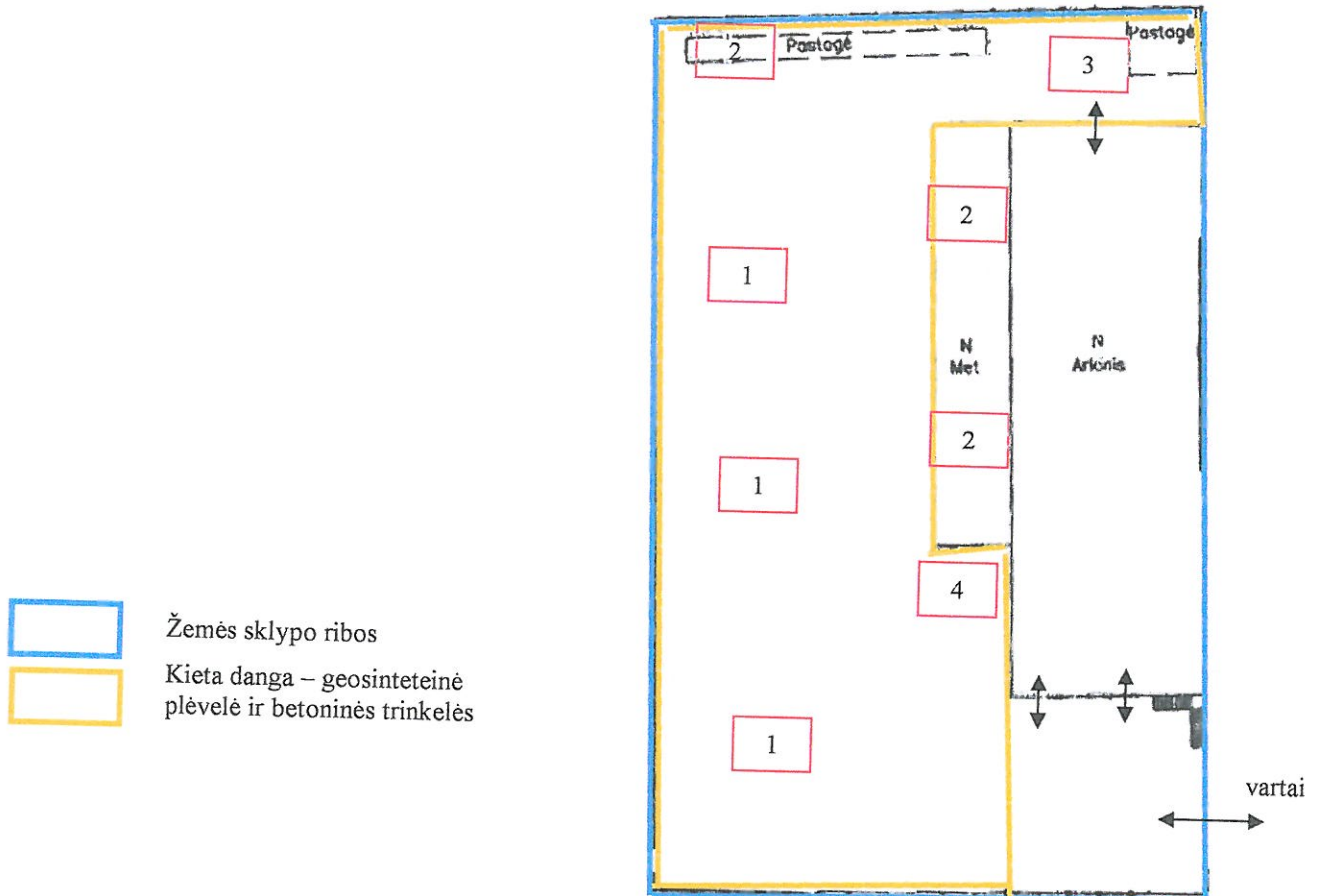 Pastogė
2
Pastogė
3
2
1
N
Met
N
Arkinis
2
1
4
Žemės sklypo ribos
Kieta danga – geosinteteinė
plėvelė ir betoninės trinkelės
1
vartai